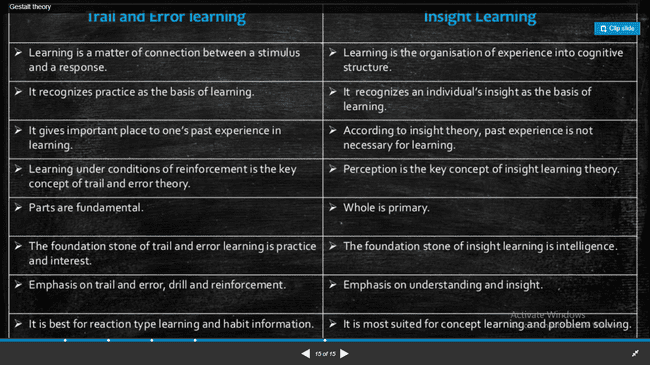 Gestalt theory
Trail and Error learning
Insight Learning
Clip slide
➢ Learning is a matter of connection between a stimulus
and a response.
➢ Learning is the organisation of experience into cognitive
structure.
➢ It recognizes practice as the basis of learning.
➢ It recognizes an individual's insight as the basis of
learning.
➢ It gives important place to one's past experience in
learning.
➢ According to insight theory, past experience is not
necessary for learning.
➢ Learning under conditions of reinforcement is the key
concept of trail and error theory.
➢ Perception is the key concept of insight learning theory.
➢ Parts are fundamental.
➢ Whole is primary.
➢ The foundation stone of trail and error learning is practice
and interest.
➢ The foundation stone of insight learning is intelligence.
➢ Emphasis on trail and error, drill and reinforcement.
➢ Emphasis on understanding and insight.
Activate Windows
➢ It is best for reaction type learning and habit information.
➢ It is most suited for concept learning and problem solving.
15 of 15